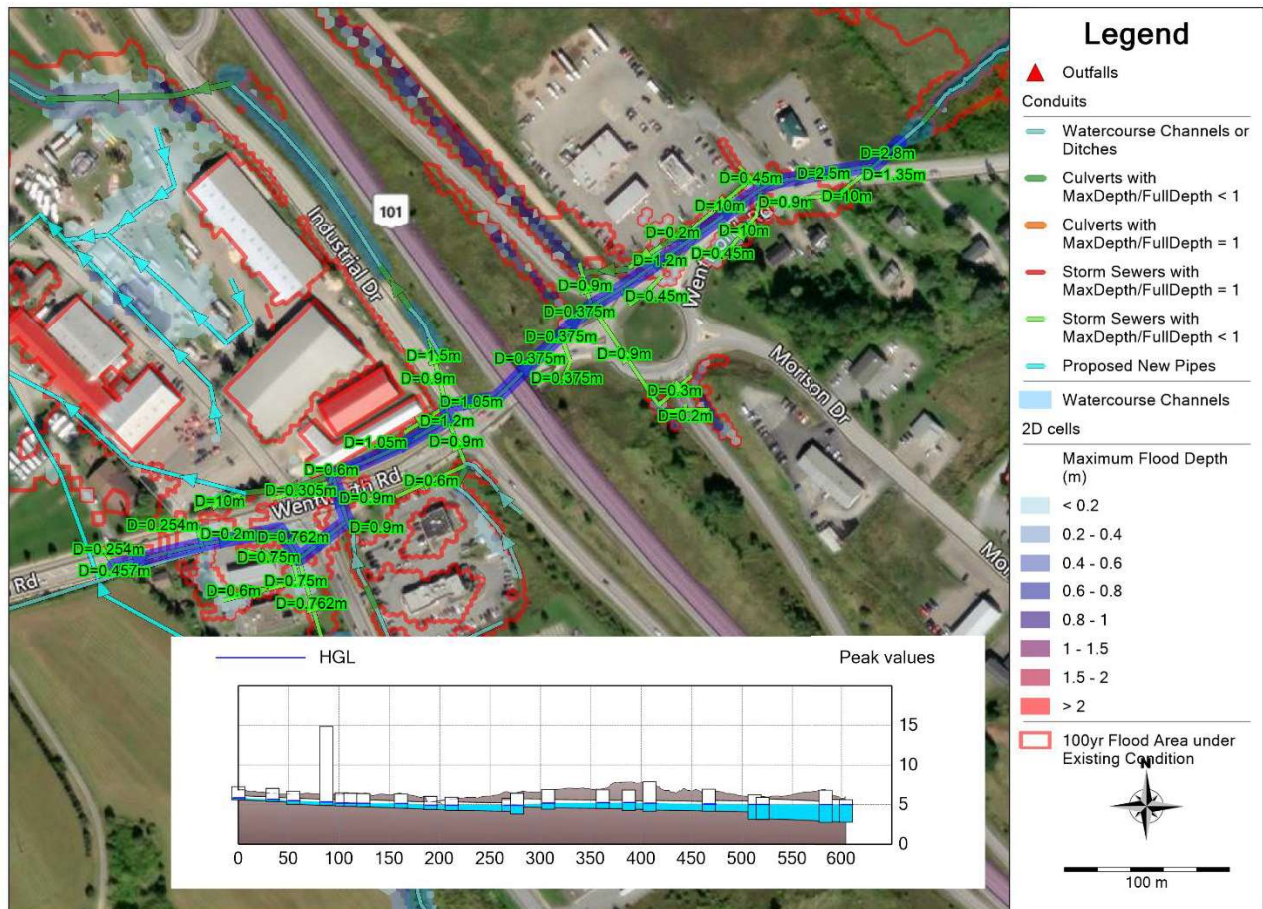 Legend
Outfalls
Conduits
Watercourse Channels or
Ditches
Culverts with
MaxDepth/FullDepth < 1
Culverts with
MaxDepth/FullDepth = 1
Storm Sewers with
MaxDepth/FullDepth = 1
Storm Sewers with
MaxDepth/FullDepth < 1
Proposed New Pipes
Watercourse Channels
2D cells
Maximum Flood Depth
(m)
< 0.2
0.2 - 0.4
0.4 - 0.6
0.6 - 0.8
0.8 - 1
1 - 1.5
1.5 - 2
> 2
100yr Flood Area under
Existing Condition
N
100 m
101
Industrial Dr
Morison Dr
Wentworth Rd
Rd
D=2.8m
D=2.5m
D=1.35m
D=0.45m
D=0.9m
D=10m
D=10m
D=0.2m
D=10m
D=0.45m
D=1.2m
D=0.45m
D=0.9m
D=0.375m
D=0.375m
D=0.9m
D=0.375m
D=0.375m
D=0.3m
D=0.2m
D=1.5m
D=0.9m
D=1.05m
D=1.2m
D=1.05m
D=0.9m
D=0.6m
D=0.6m
D=0.305m
D=0.9m
D=10m
D=0.9m
D=0.254m
D=0.2m
D=0.762m
D=0.254m
D=0.75m
D=0.457m
D=0.75m
D=0.6m
D=0.762m
HGL
Peak values
15
10
5
0
0 50 100 150 200 250 300 350 400 450 500 550 600